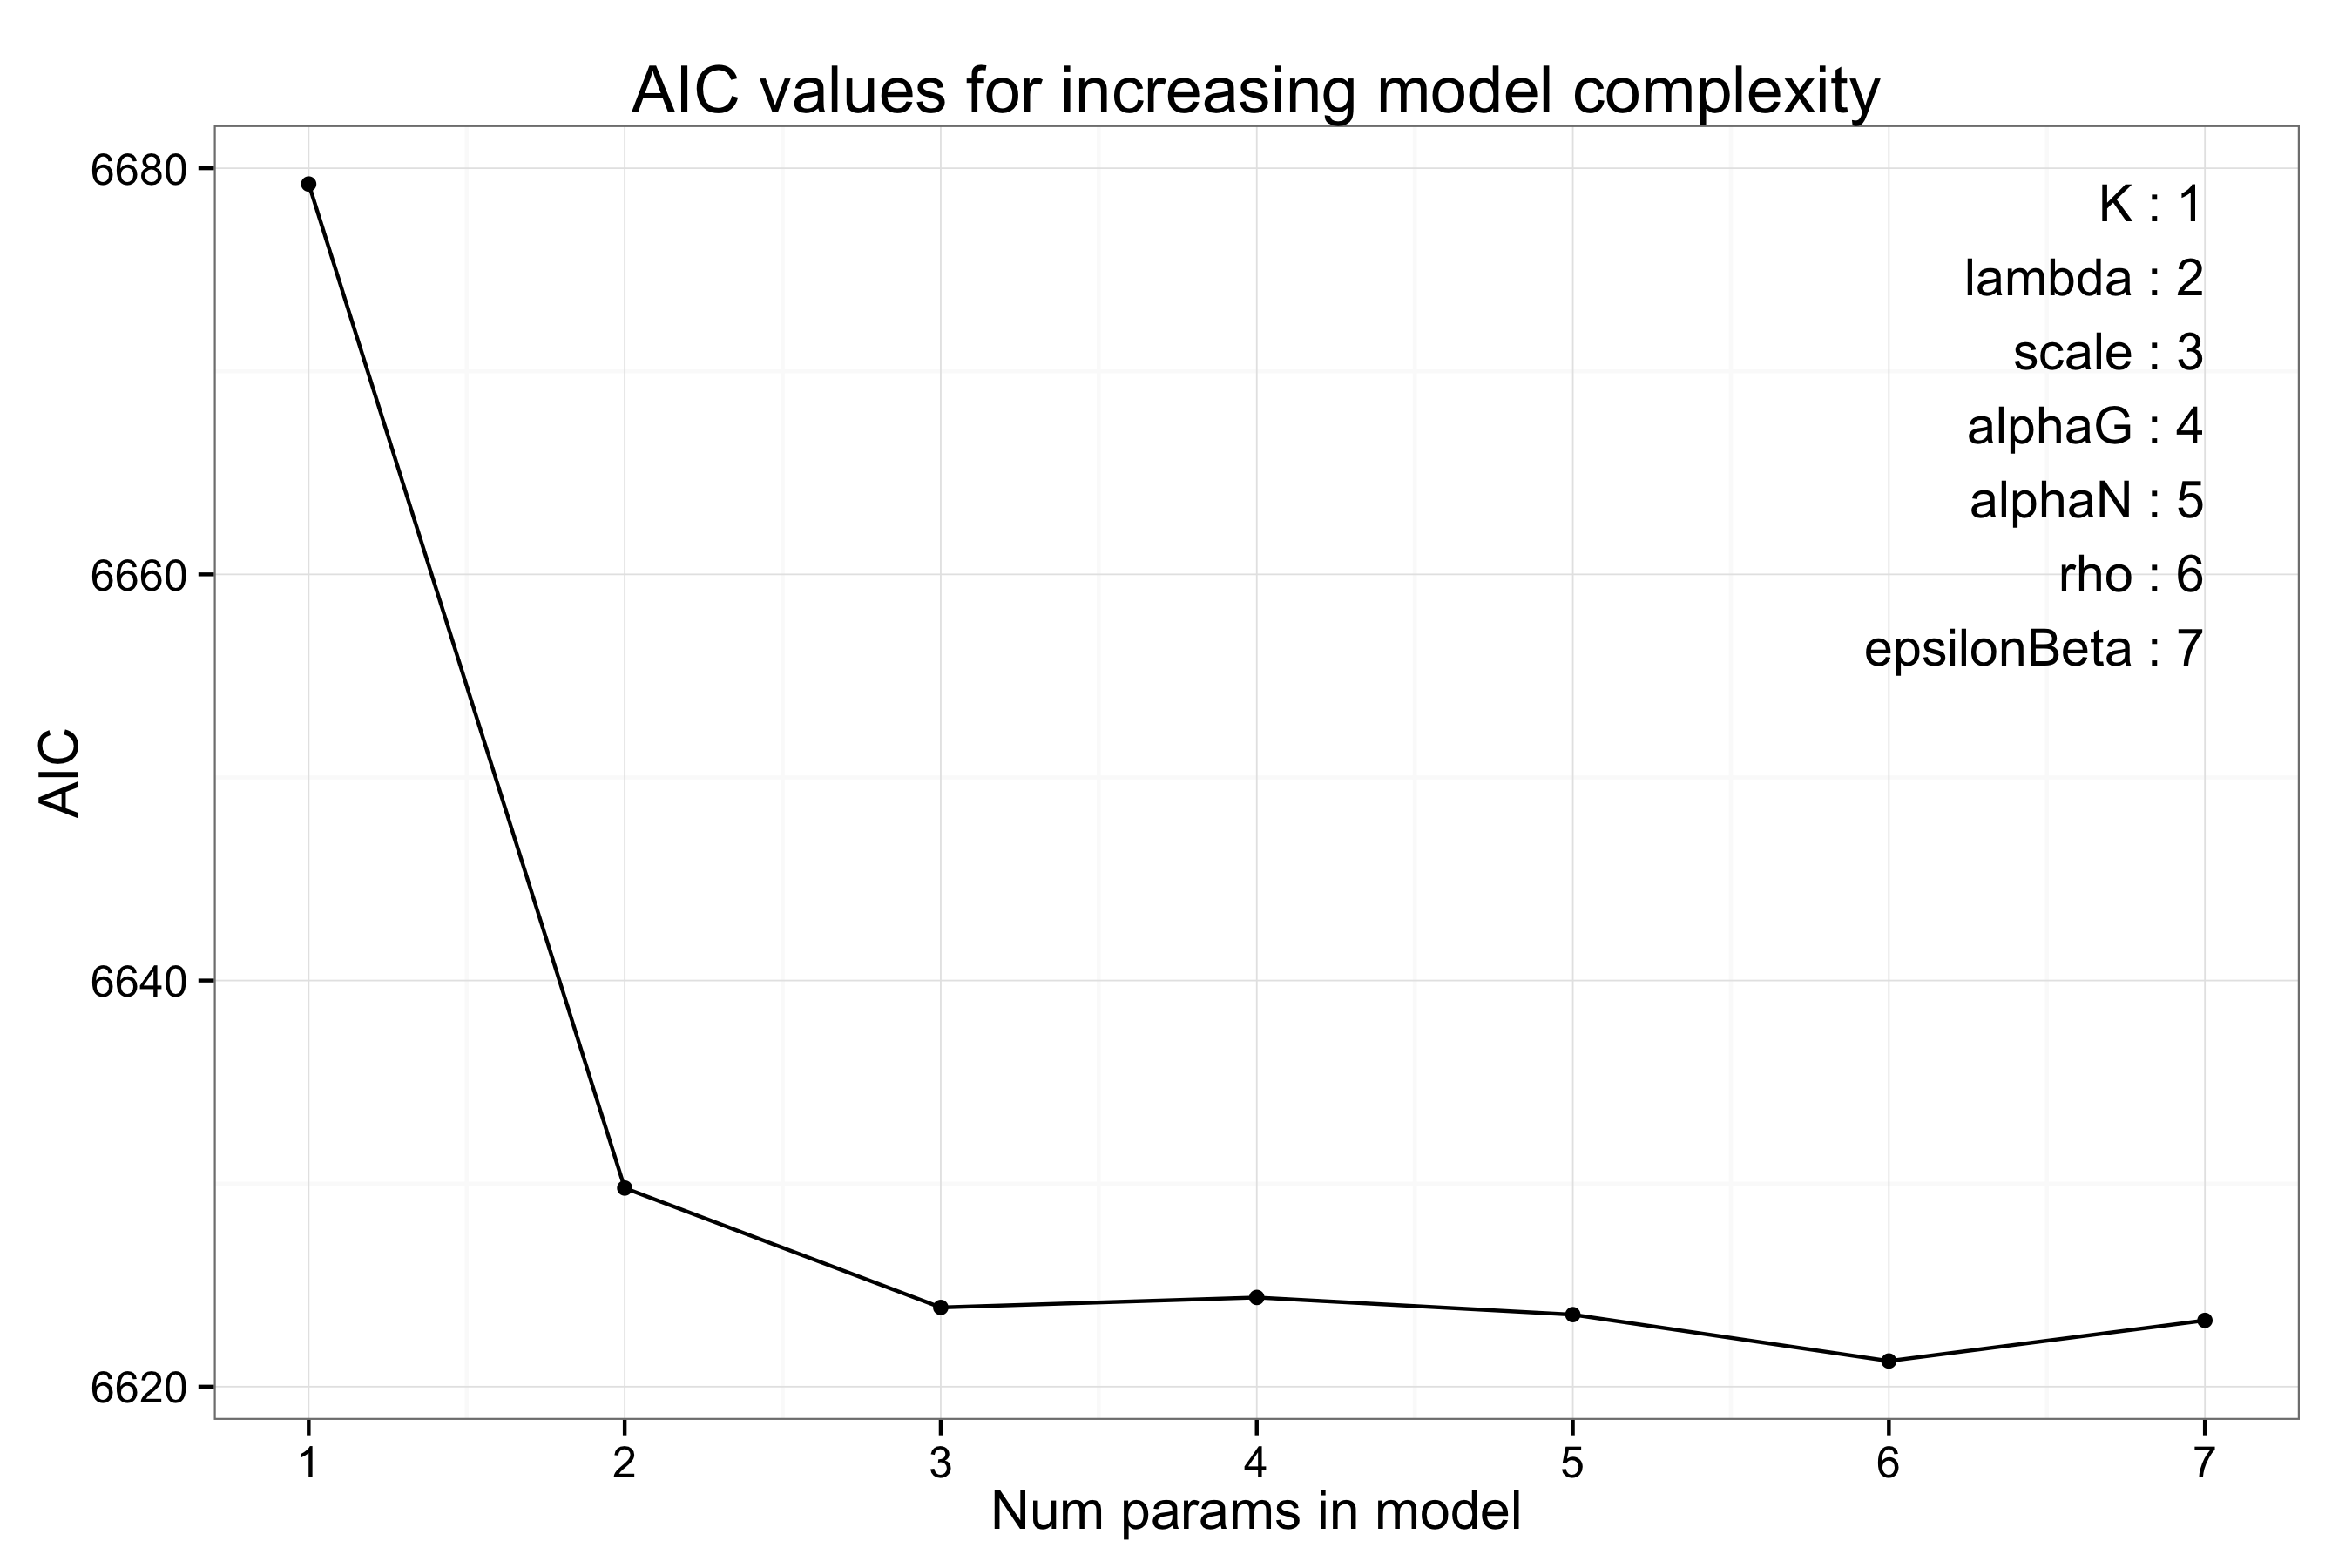 AIC values for increasing model complexity
6680
6660
6640
6620
AIC
K : 1
lambda : 2
scale : 3
alphaG : 4
alphaN : 5
rho : 6
epsilonBeta : 7
1 2 3 4 5 6 7
Num params in model